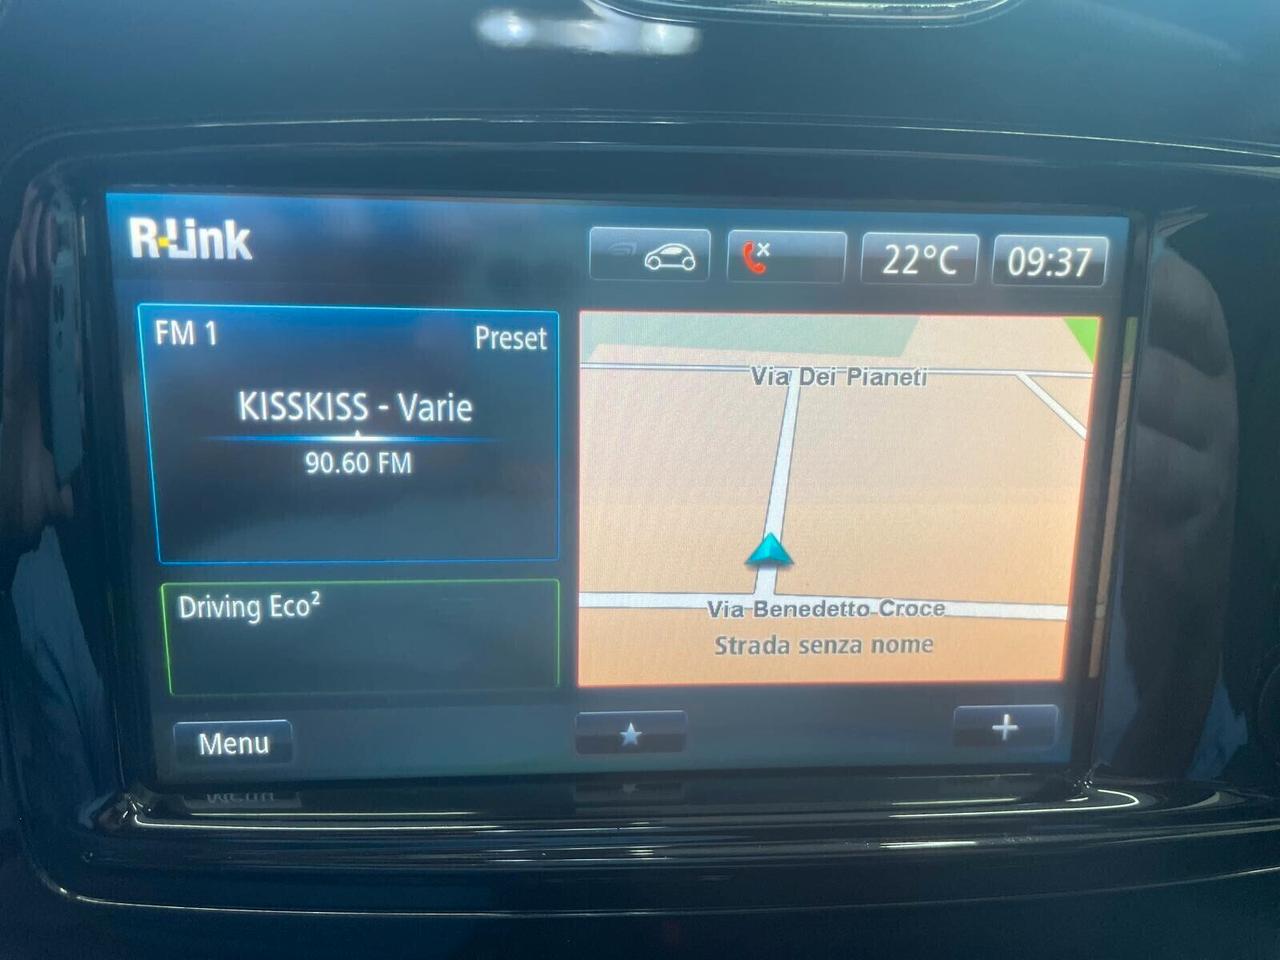 R-Link
22°C
09:37
FM 1
Preset
KISSKISS - Varie
90.60 FM
Driving Eco²
Via Dei Pianeti
Via Benedetto Croce
Strada senza nome
Menu